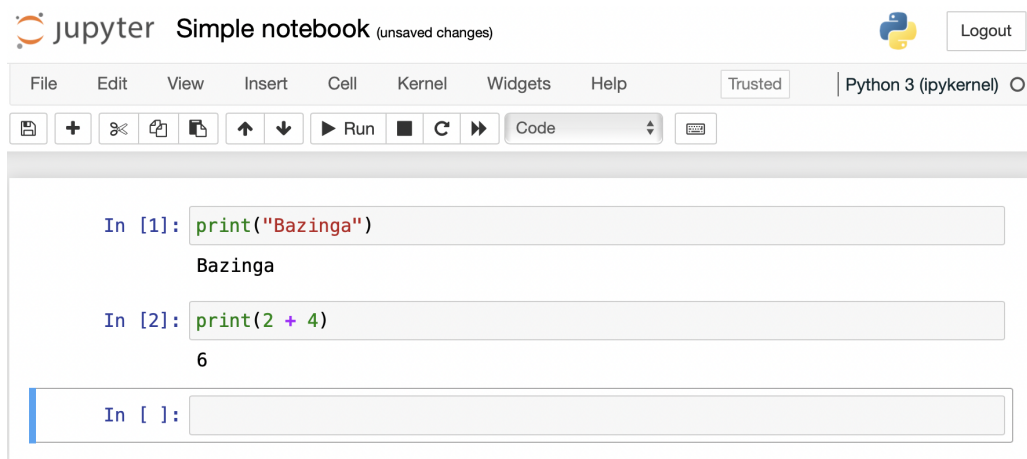 jupyter Simple notebook (unsaved changes) Logout
File Edit View Insert Cell Kernel Widgets Help Trusted Python 3 (ipykernel)
Run Code
In [1]: print("Bazinga")
Bazinga
In [2]: print(2 + 4)
6
In [ ]: